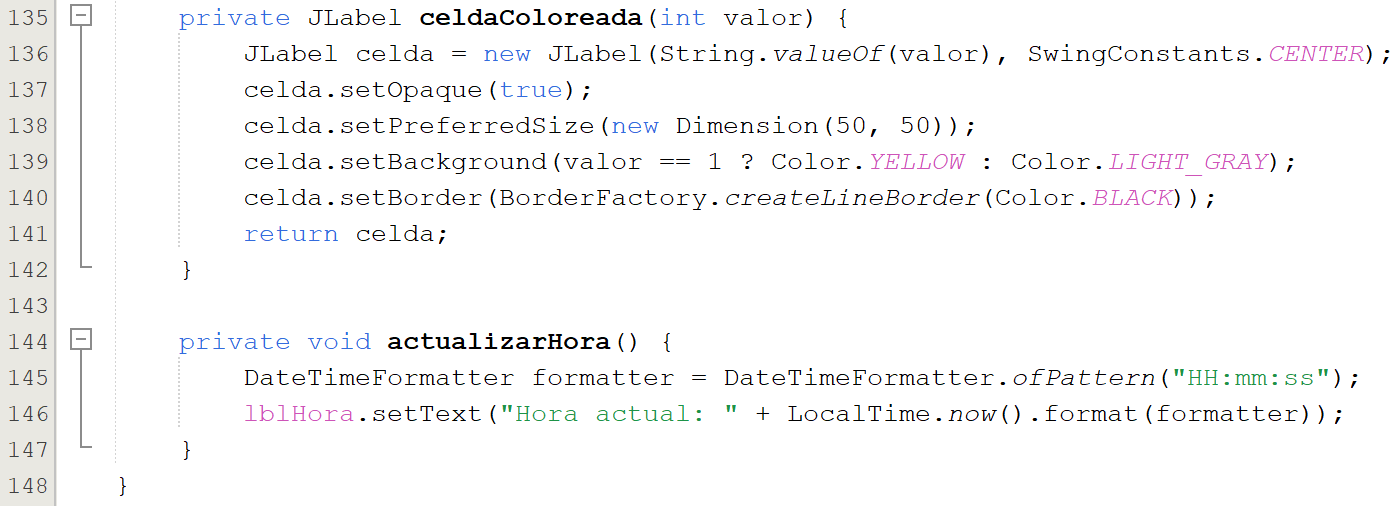 135 private JLabel celdaColoreada(int valor) {
136 JLabel celda = new JLabel(String.valueOf(valor), SwingConstants.CENTER);
137 celda.setOpaque(true);
138 celda.setPreferredSize(new Dimension(50, 50));
139 celda.setBackground(valor == 1 ? Color.YELLOW : Color.LIGHT_GRAY);
140 celda.setBorder(BorderFactory.createLineBorder(Color.BLACK));
141 return celda;
142 }
143
144 private void actualizarHora() {
145 DateTimeFormatter formatter = DateTimeFormatter.ofPattern("HH:mm:ss");
146 lblHora.setText("Hora actual: " + LocalTime.now().format(formatter));
147 }
148 }